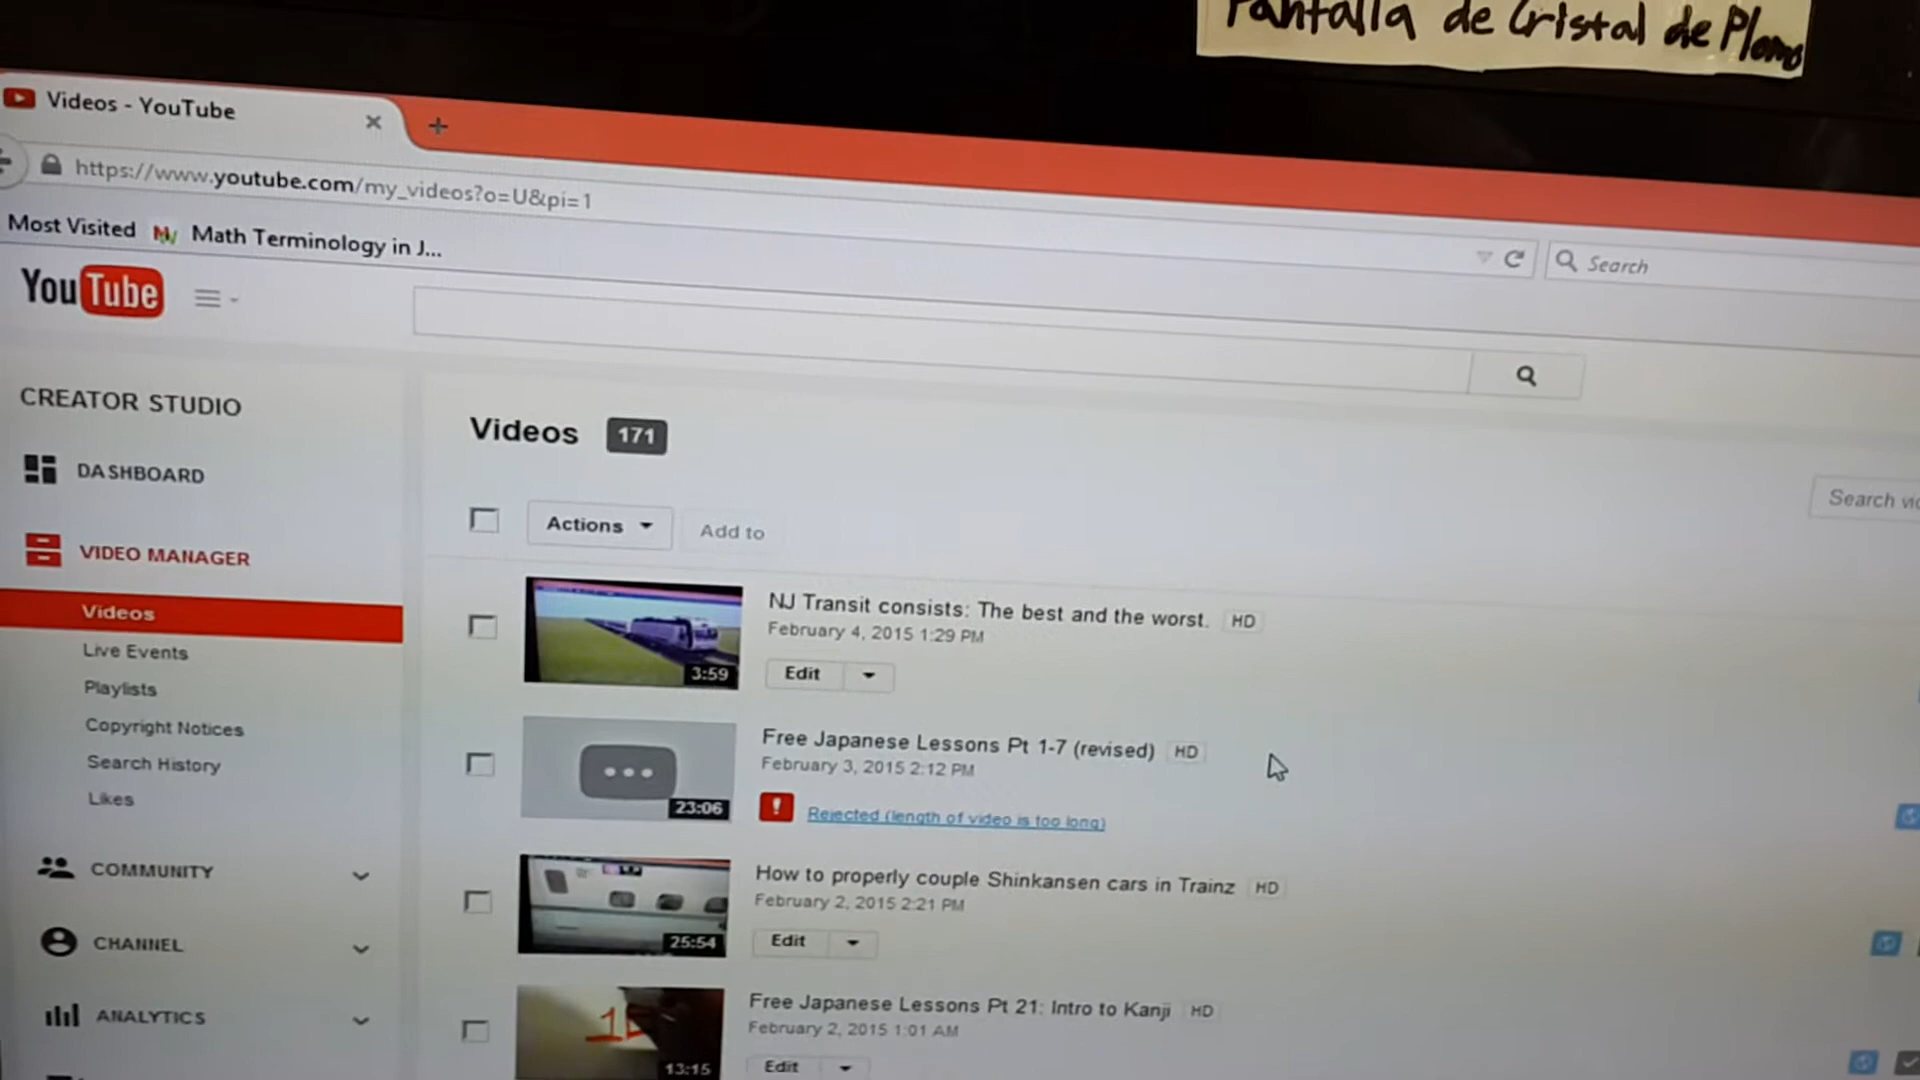 Pantalla de Cristal de Plomo
Videos - YouTube
https://www.youtube.com/my_videos?o=U&pi=1
Search
Most Visited
Math Terminology in J...
YouTube
CREATOR STUDIO
DASHBOARD
VIDEO MANAGER
Videos
Live Events
Playlists
Copyright Notices
Search History
Likes
COMMUNITY
CHANNEL
ANALYTICS
Videos 171
Search
Actions
Add to
NJ Transit consists: The best and the worst. HD
February 4, 2015 1:29 PM
3:59
Edit
Free Japanese Lessons Pt 1-7 (revised) HD
February 3, 2015 2:12 PM
23:06
Rejected (length of video is too long)
How to properly couple Shinkansen cars in Trainz HD
February 2, 2015 2:21 PM
25:54
Edit
Free Japanese Lessons Pt 21: Intro to Kanji HD
February 2, 2015 1:01 AM
13:15
Edit